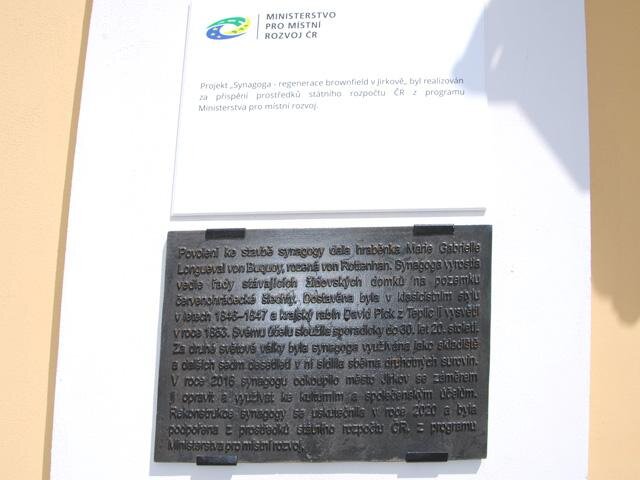 MINISTERSTVO
PRO MÍSTNÍ
ROZVOJ ČR
Projekt „Synagoga - regenerace brownfield v Jirkově„ byl realizován
za přispění prostředků státního rozpočtu ČR z programu
Ministerstva pro místní rozvoj.
Povolení ke stavbě synagogy dala hraběnka Marie Gabrielle
Longueval von Buquoy, rozená von Rottenhan. Synagoga vyrostla
vedle řady stávajících židovských domků na pozemku
červenohrádecké šlechty. Dostavěna byla v klasicistním stylu
v letech 1846–1847 a krajský rabín David Pick z Teplic ji vysvětil
v roce 1853. Svému účelu sloužila sporadicky do 30. let 20. století.
Za druhé světové války byla synagoga využívána jako skladiště
a dalších sedm desetiletí v ní sídlila sběrna druhotných surovin.
V roce 2016 synagogu odkoupilo město Jirkov se záměrem
ji opravit a využívat ke kulturním a společenským účelům.
Rekonstrukce synagogy se uskutečnila v roce 2020 a byla
podpořena z prostředků státního rozpočtu ČR z programu
Ministerstva pro místní rozvoj.